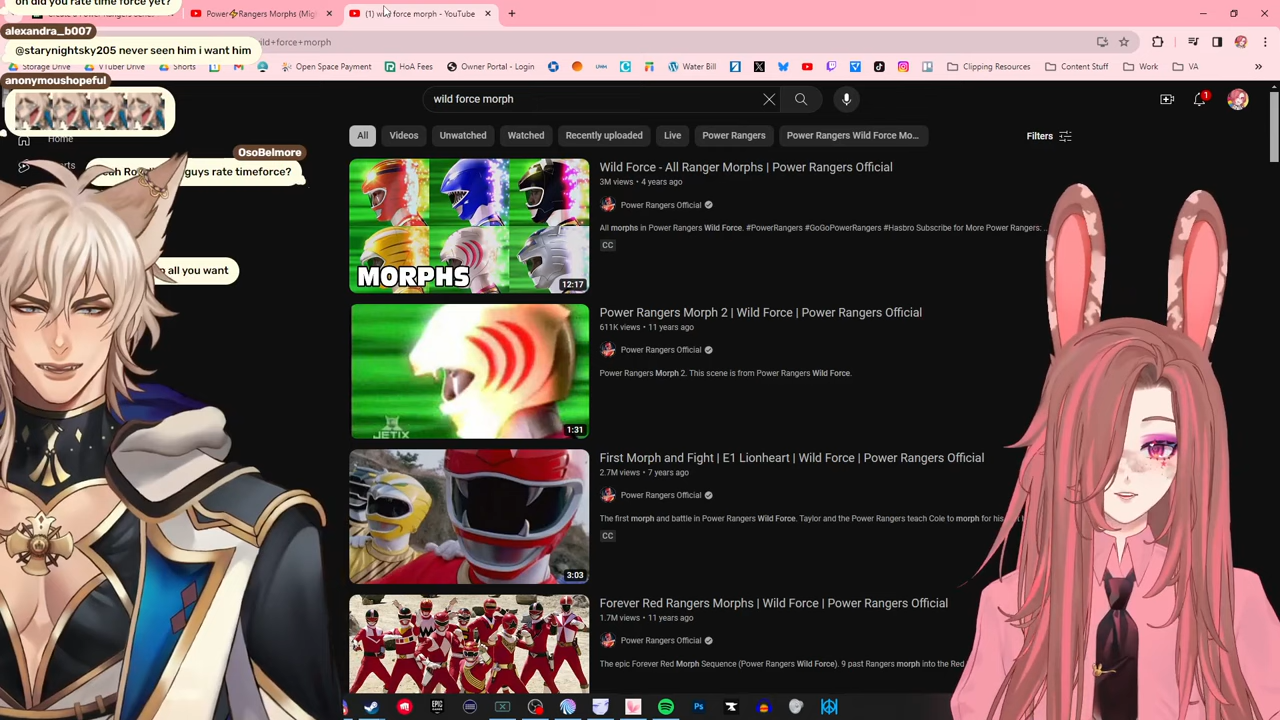 oh did you rate time force yet?
Power⚡Rangers Morphs (Mig
(1) wild force morph - YouTube
alexandra_b007
@starynightsky205 never seen him i want him
ild+force+morph
Storage Drive
VTuber Drive
Shorts
Open Space Payment
HoA Fees
Portal - Login
Water Bill
Clipping Resources
Content Stuff
Work
VA
anonymoushopeful
wild force morph
1
Home
All
Videos
Unwatched
Watched
Recently uploaded
Live
Power Rangers
Power Rangers Wild Force Mo...
Filters
OsoBelmore
guys rate timeforce?
all you want
MORPHS
12:17
Wild Force - All Ranger Morphs | Power Rangers Official
3M views • 4 years ago
Power Rangers Official
All morphs in Power Rangers Wild Force. #PowerRangers #GoGoPowerRangers #Hasbro Subscribe for More Power Rangers: ...
CC
JETIX
1:31
Power Rangers Morph 2 | Wild Force | Power Rangers Official
611K views • 11 years ago
Power Rangers Official
Power Rangers Morph 2. This scene is from Power Rangers Wild Force.
3:03
First Morph and Fight | E1 Lionheart | Wild Force | Power Rangers Official
2.7M views • 7 years ago
Power Rangers Official
The first morph and battle in Power Rangers Wild Force. Taylor and the Power Rangers teach Cole to morph for his
CC
Forever Red Rangers Morphs | Wild Force | Power Rangers Official
1.7M views • 11 years ago
Power Rangers Official
The epic Forever Red Morph Sequence (Power Rangers Wild Force). 9 past Rangers morph into the Red
EPIC
Ps